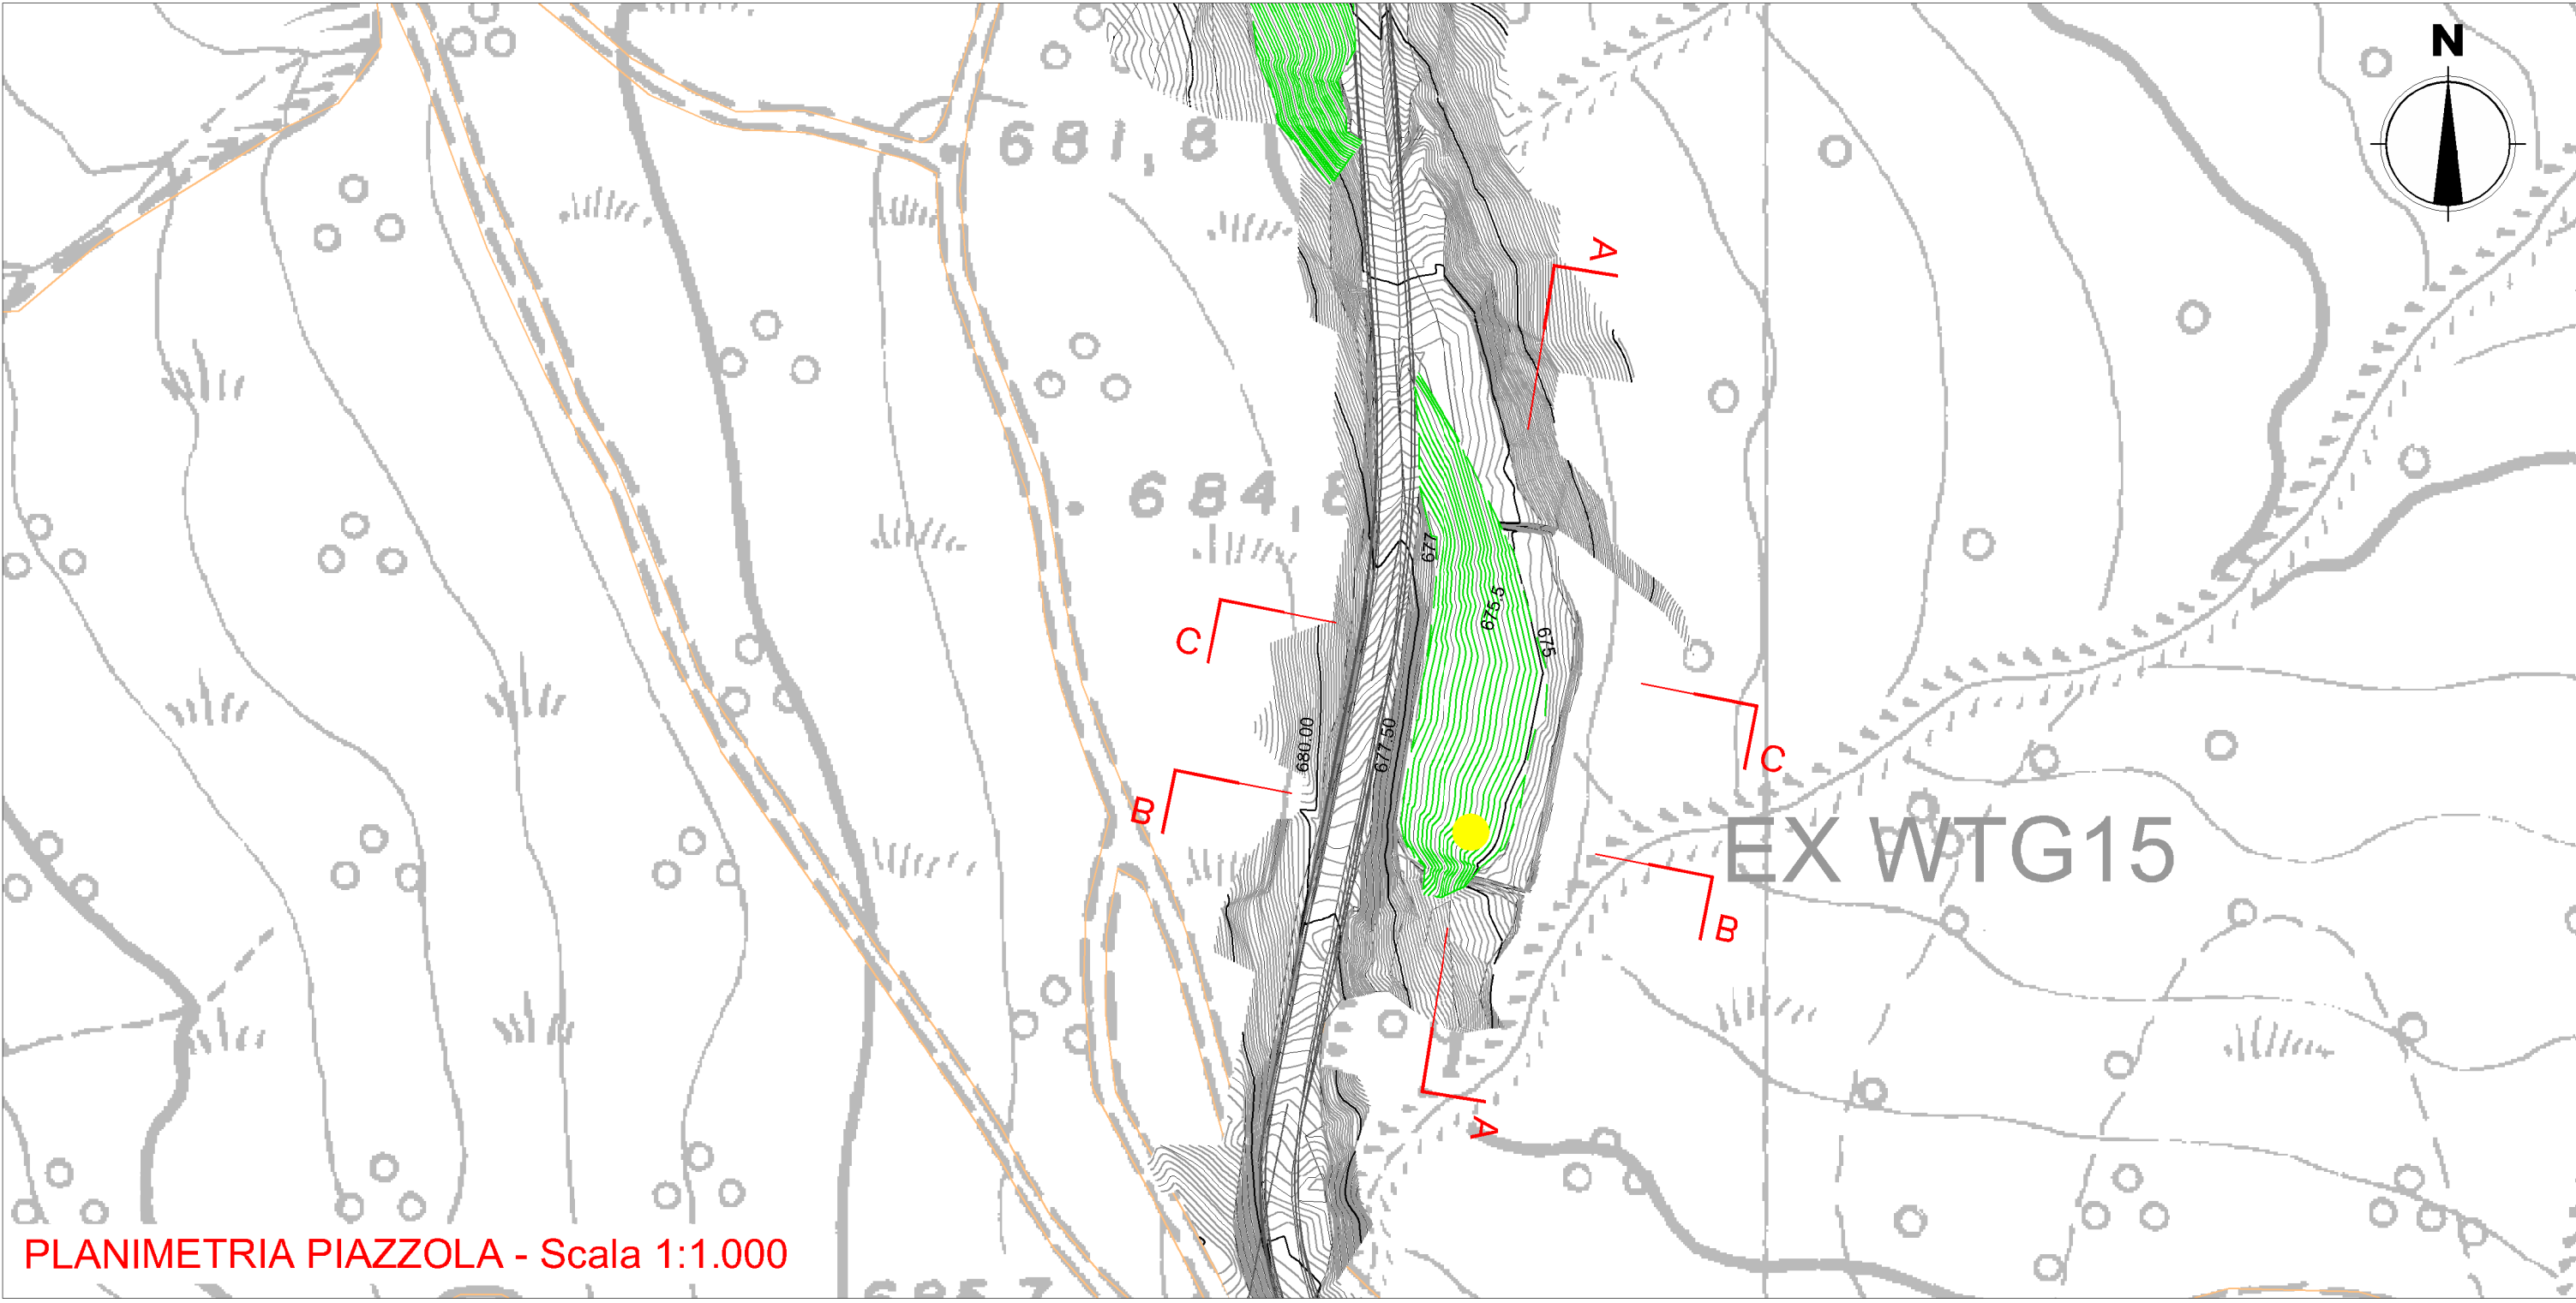 N
681,8
A
684,8
677
675.5
675
C
680.00
677.50
C
B
EX WTG15
B
A
PLANIMETRIA PIAZZOLA - Scala 1:1.000